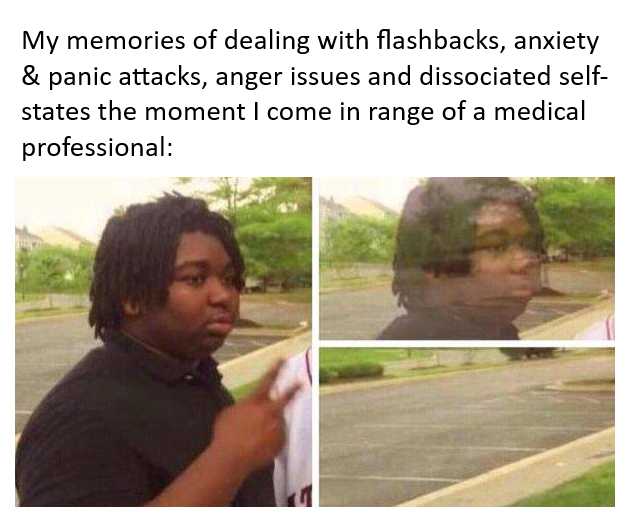 My memories of dealing with flashbacks, anxiety
& panic attacks, anger issues and dissociated self-
states the moment I come in range of a medical
professional: